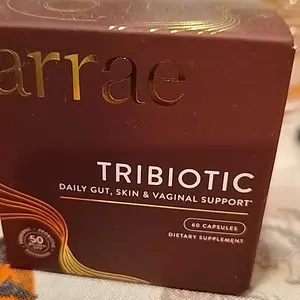 arrae
TRIBIOTIC
DAILY GUT, SKIN & VAGINAL SUPPORT*
60 CAPSULES
DIETARY SUPPLEMENT
50